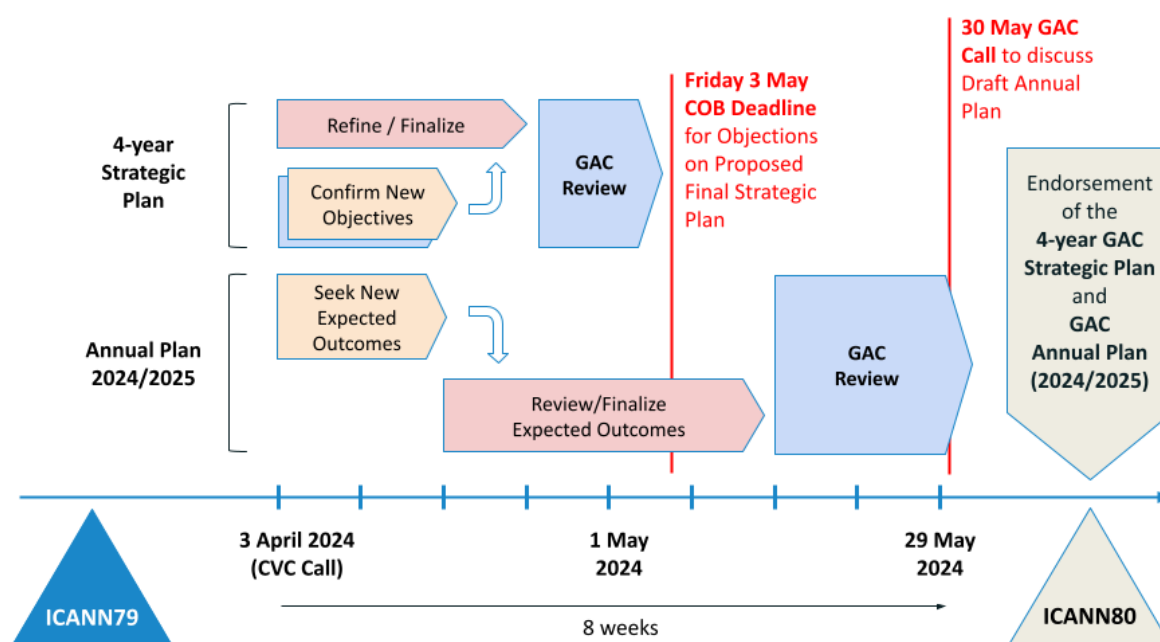 4-year
Strategic
Plan
Refine / Finalize
Confirm New
Objectives
GAC
Review
Friday 3 May
COB Deadline
for Objections
on Proposed
Final Strategic
Plan
30 May GAC
Call to discuss
Draft Annual
Plan
Annual Plan
2024/2025
Seek New
Expected
Outcomes
Review/Finalize
Expected Outcomes
GAC
Review
Endorsement
of the
4-year GAC
Strategic Plan
and
GAC
Annual Plan
(2024/2025)
3 April 2024
(CVC Call)
1 May
2024
29 May
2024
ICANN79
8 weeks
ICANN80